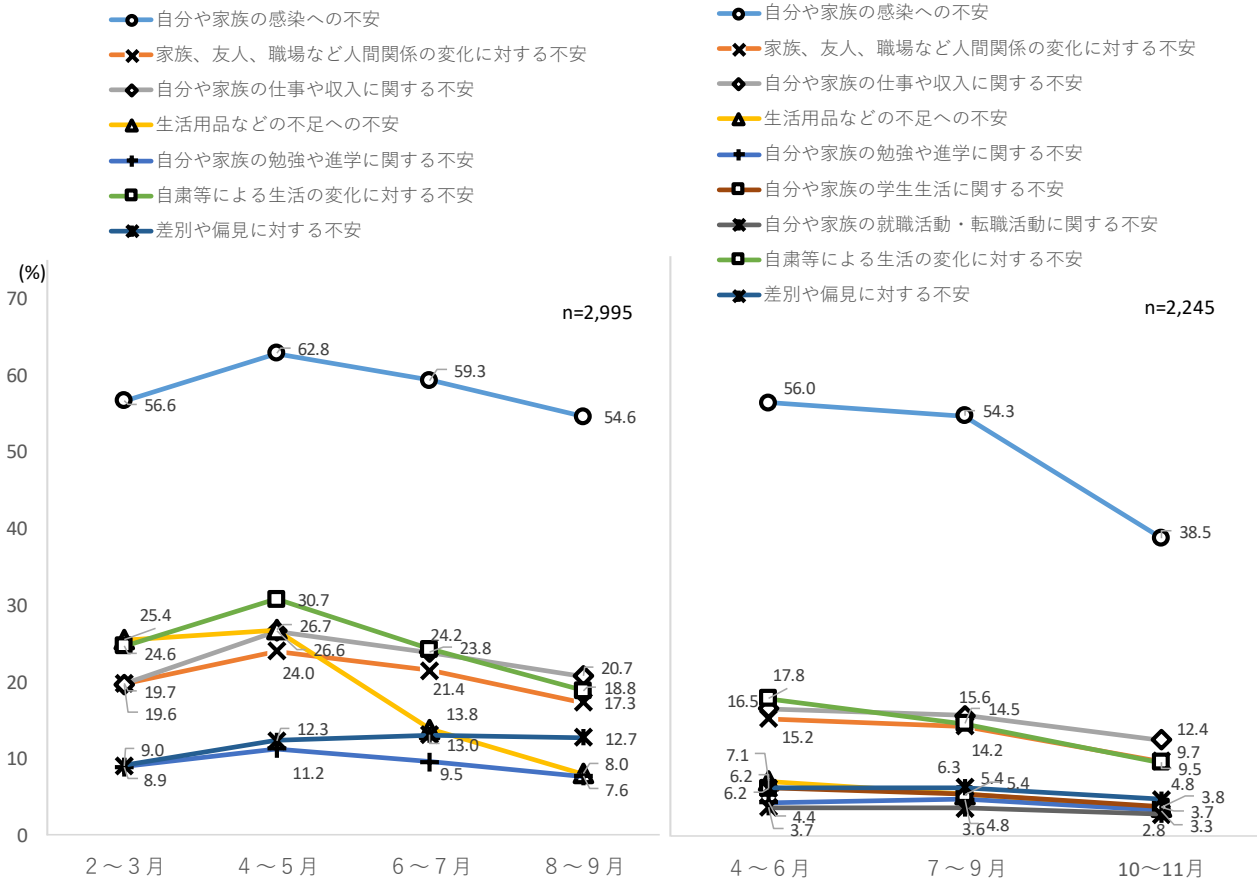 自分や家族の感染への不安
家族、友人、職場など人間関係の変化に対する不安
自分や家族の仕事や収入に関する不安
生活用品などの不足への不安
自分や家族の勉強や進学に関する不安
自粛等による生活の変化に対する不安
差別や偏見に対する不安
(%)
70
60
50
40
30
20
10
0
n=2,995
56.6
62.8
59.3
54.6
25.4
24.6
19.7
19.6
9.0
8.9
30.7
26.7
26.6
24.0
12.3
11.2
24.2
23.8
21.4
13.8
13.0
9.5
20.7
18.8
17.3
12.7
8.0
7.6
2～3月
4～5月
6～7月
8～9月
自分や家族の感染への不安
家族、友人、職場など人間関係の変化に対する不安
自分や家族の仕事や収入に関する不安
生活用品などの不足への不安
自分や家族の勉強や進学に関する不安
自分や家族の学生生活に関する不安
自分や家族の就職活動・転職活動に関する不安
自粛等による生活の変化に対する不安
差別や偏見に対する不安
n=2,245
56.0
54.3
38.5
17.8
16.5
15.2
7.1
6.2
6.2
4.4
3.7
15.6
14.5
14.2
6.3
5.4
5.4
4.8
3.6
12.4
9.7
9.5
4.8
3.8
3.7
3.3
2.8
4～6月
7～9月
10～11月